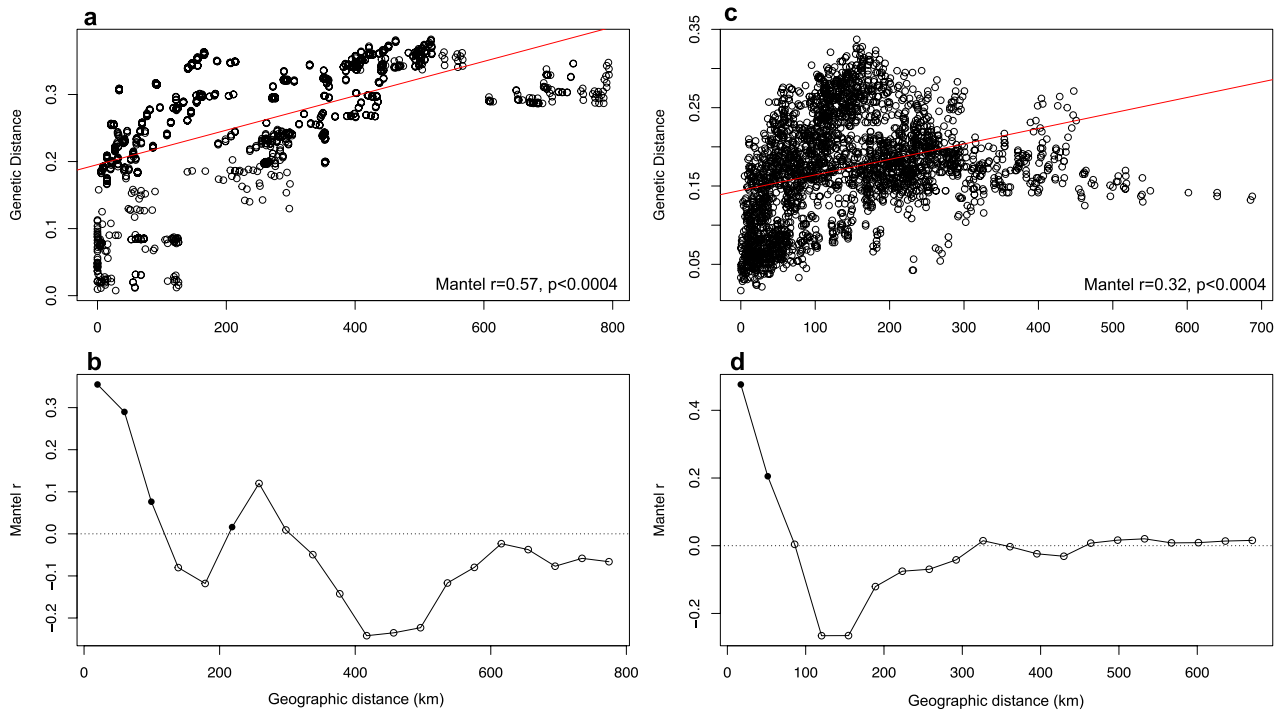 a
Genetic Distance
0.3
0.2
0.1
0.0
Mantel r=0.57, p<0.0004
0 200 400 600 800
c
Genetic Distance
0.35
0.25
0.15
0.05
Mantel r=0.32, p<0.0004
0 100 200 300 400 500 600 700
b
Mantel r
0.3
0.2
0.1
0.0
−0.1
−0.2
0 200 400 600 800
Geographic distance (km)
d
Mantel r
0.4
0.2
0.0
−0.2
0 100 200 300 400 500 600
Geographic distance (km)